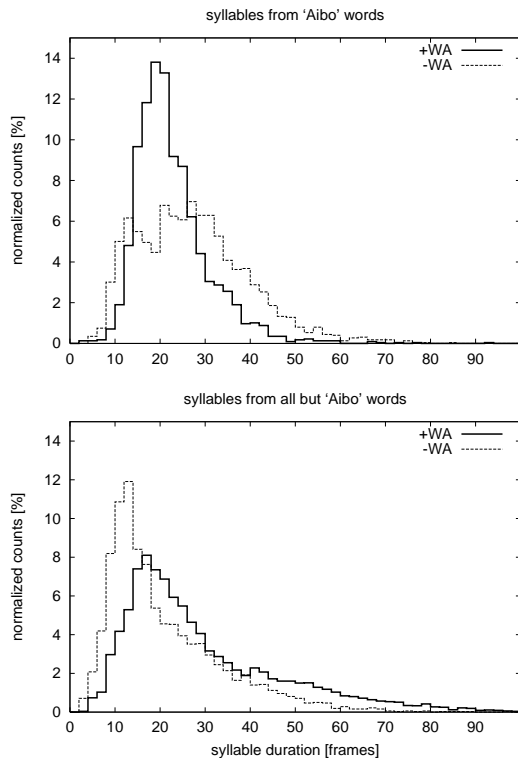 syllables from ‘Aibo’ words
+WA
-WA
normalized counts [%]
14
12
10
8
6
4
2
0
0 10 20 30 40 50 60 70 80 90
syllables from all but ‘Aibo’ words
+WA
-WA
normalized counts [%]
14
12
10
8
6
4
2
0
0 10 20 30 40 50 60 70 80 90
syllable duration [frames]